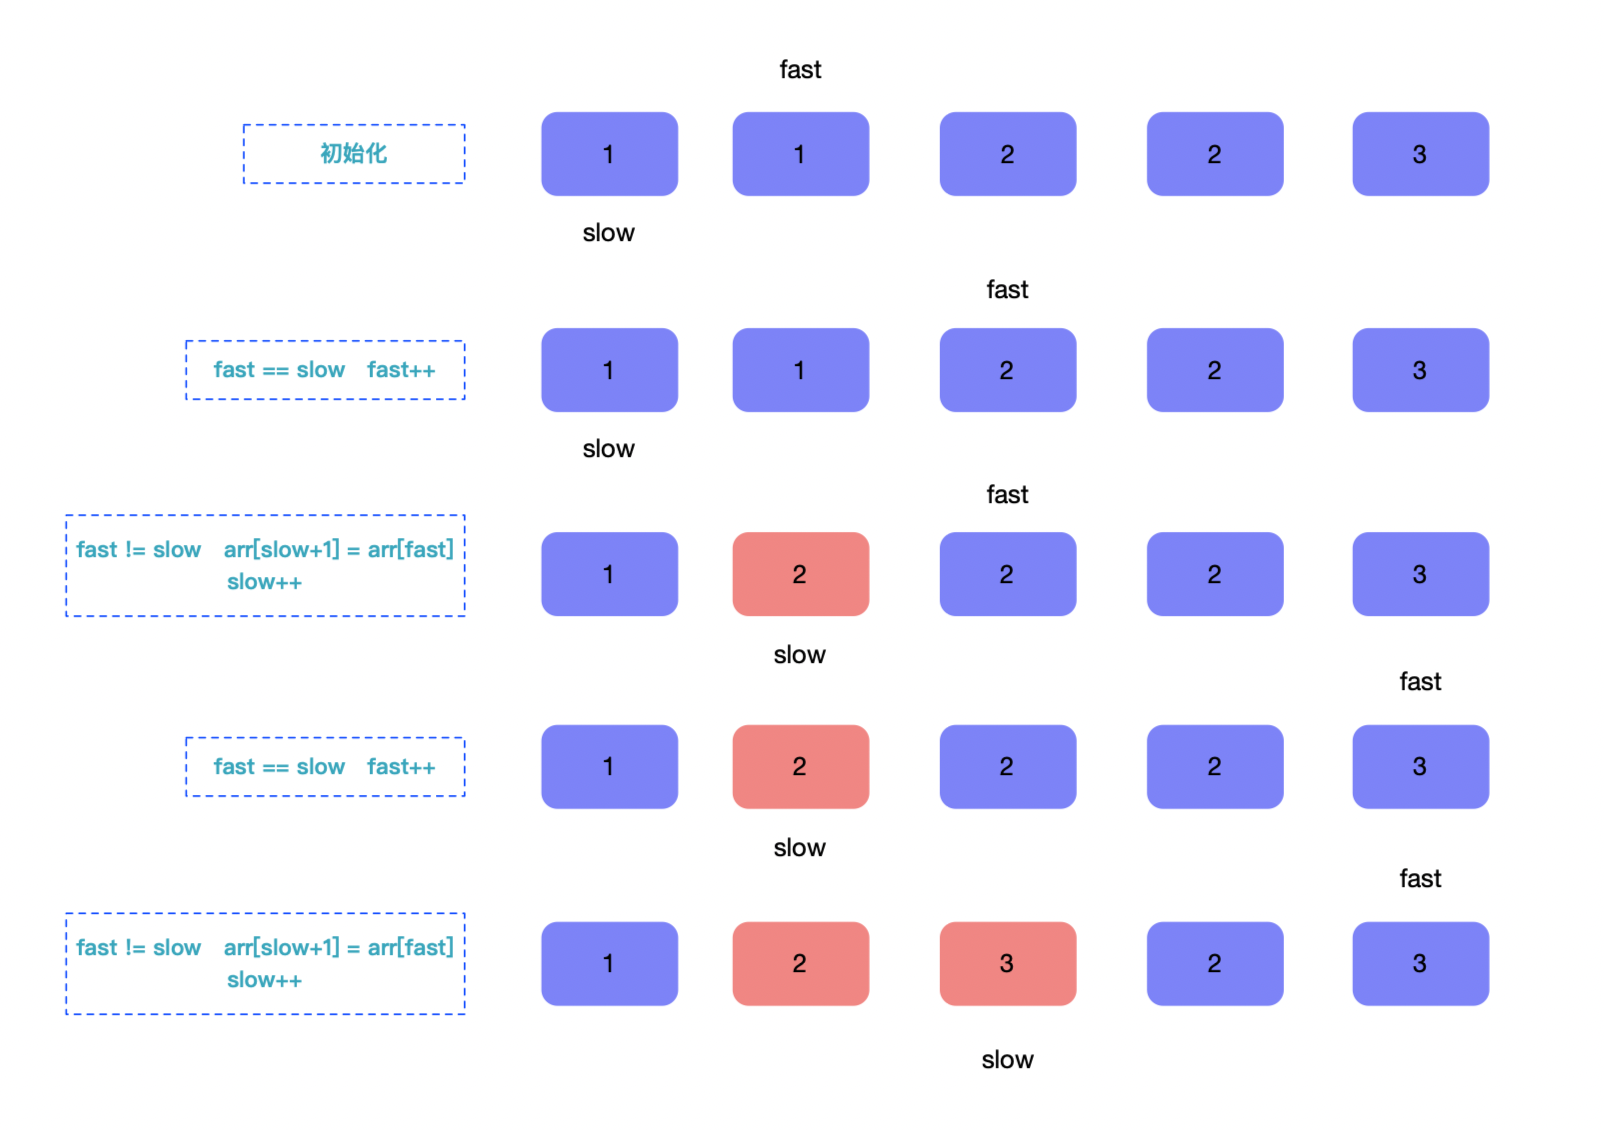 fast
初始化 1 1 2 2 3
slow
fast
fast == slow fast++ 1 1 2 2 3
slow
fast
fast != slow arr[slow+1] = arr[fast]
slow++
1 2 2 2 3
slow
fast
fast == slow fast++ 1 2 2 2 3
slow
fast
fast != slow arr[slow+1] = arr[fast]
slow++
1 2 3 2 3
slow